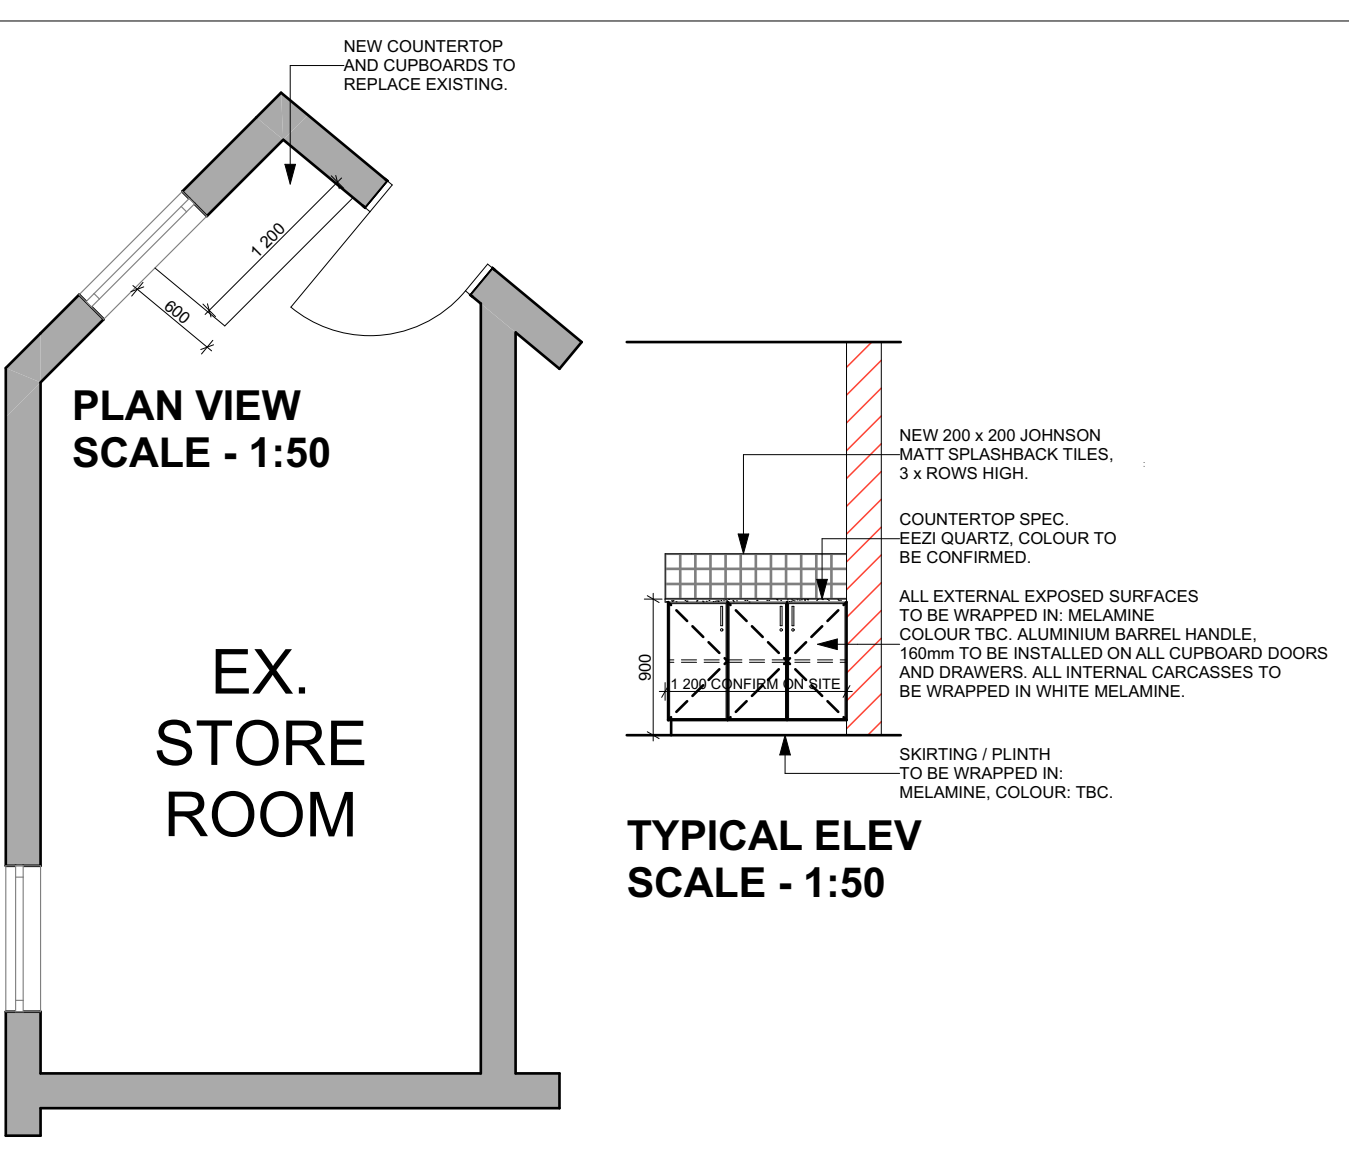 NEW COUNTERTOP
AND CUPBOARDS TO
REPLACE EXISTING.
1 200
600
PLAN VIEW
SCALE - 1:50
EX.
STORE
ROOM
NEW 200 x 200 JOHNSON
MATT SPLASHBACK TILES,
3 x ROWS HIGH.
COUNTERTOP SPEC.
EEZI QUARTZ, COLOUR TO
BE CONFIRMED.
ALL EXTERNAL EXPOSED SURFACES
TO BE WRAPPED IN: MELAMINE
COLOUR TBC. ALUMINIUM BARREL HANDLE,
160mm TO BE INSTALLED ON ALL CUPBOARD DOORS
AND DRAWERS. ALL INTERNAL CARCASSES TO
BE WRAPPED IN WHITE MELAMINE.
900
1 200 CONFIRM ON SITE
SKIRTING / PLINTH
TO BE WRAPPED IN:
MELAMINE, COLOUR: TBC.
TYPICAL ELEV
SCALE - 1:50